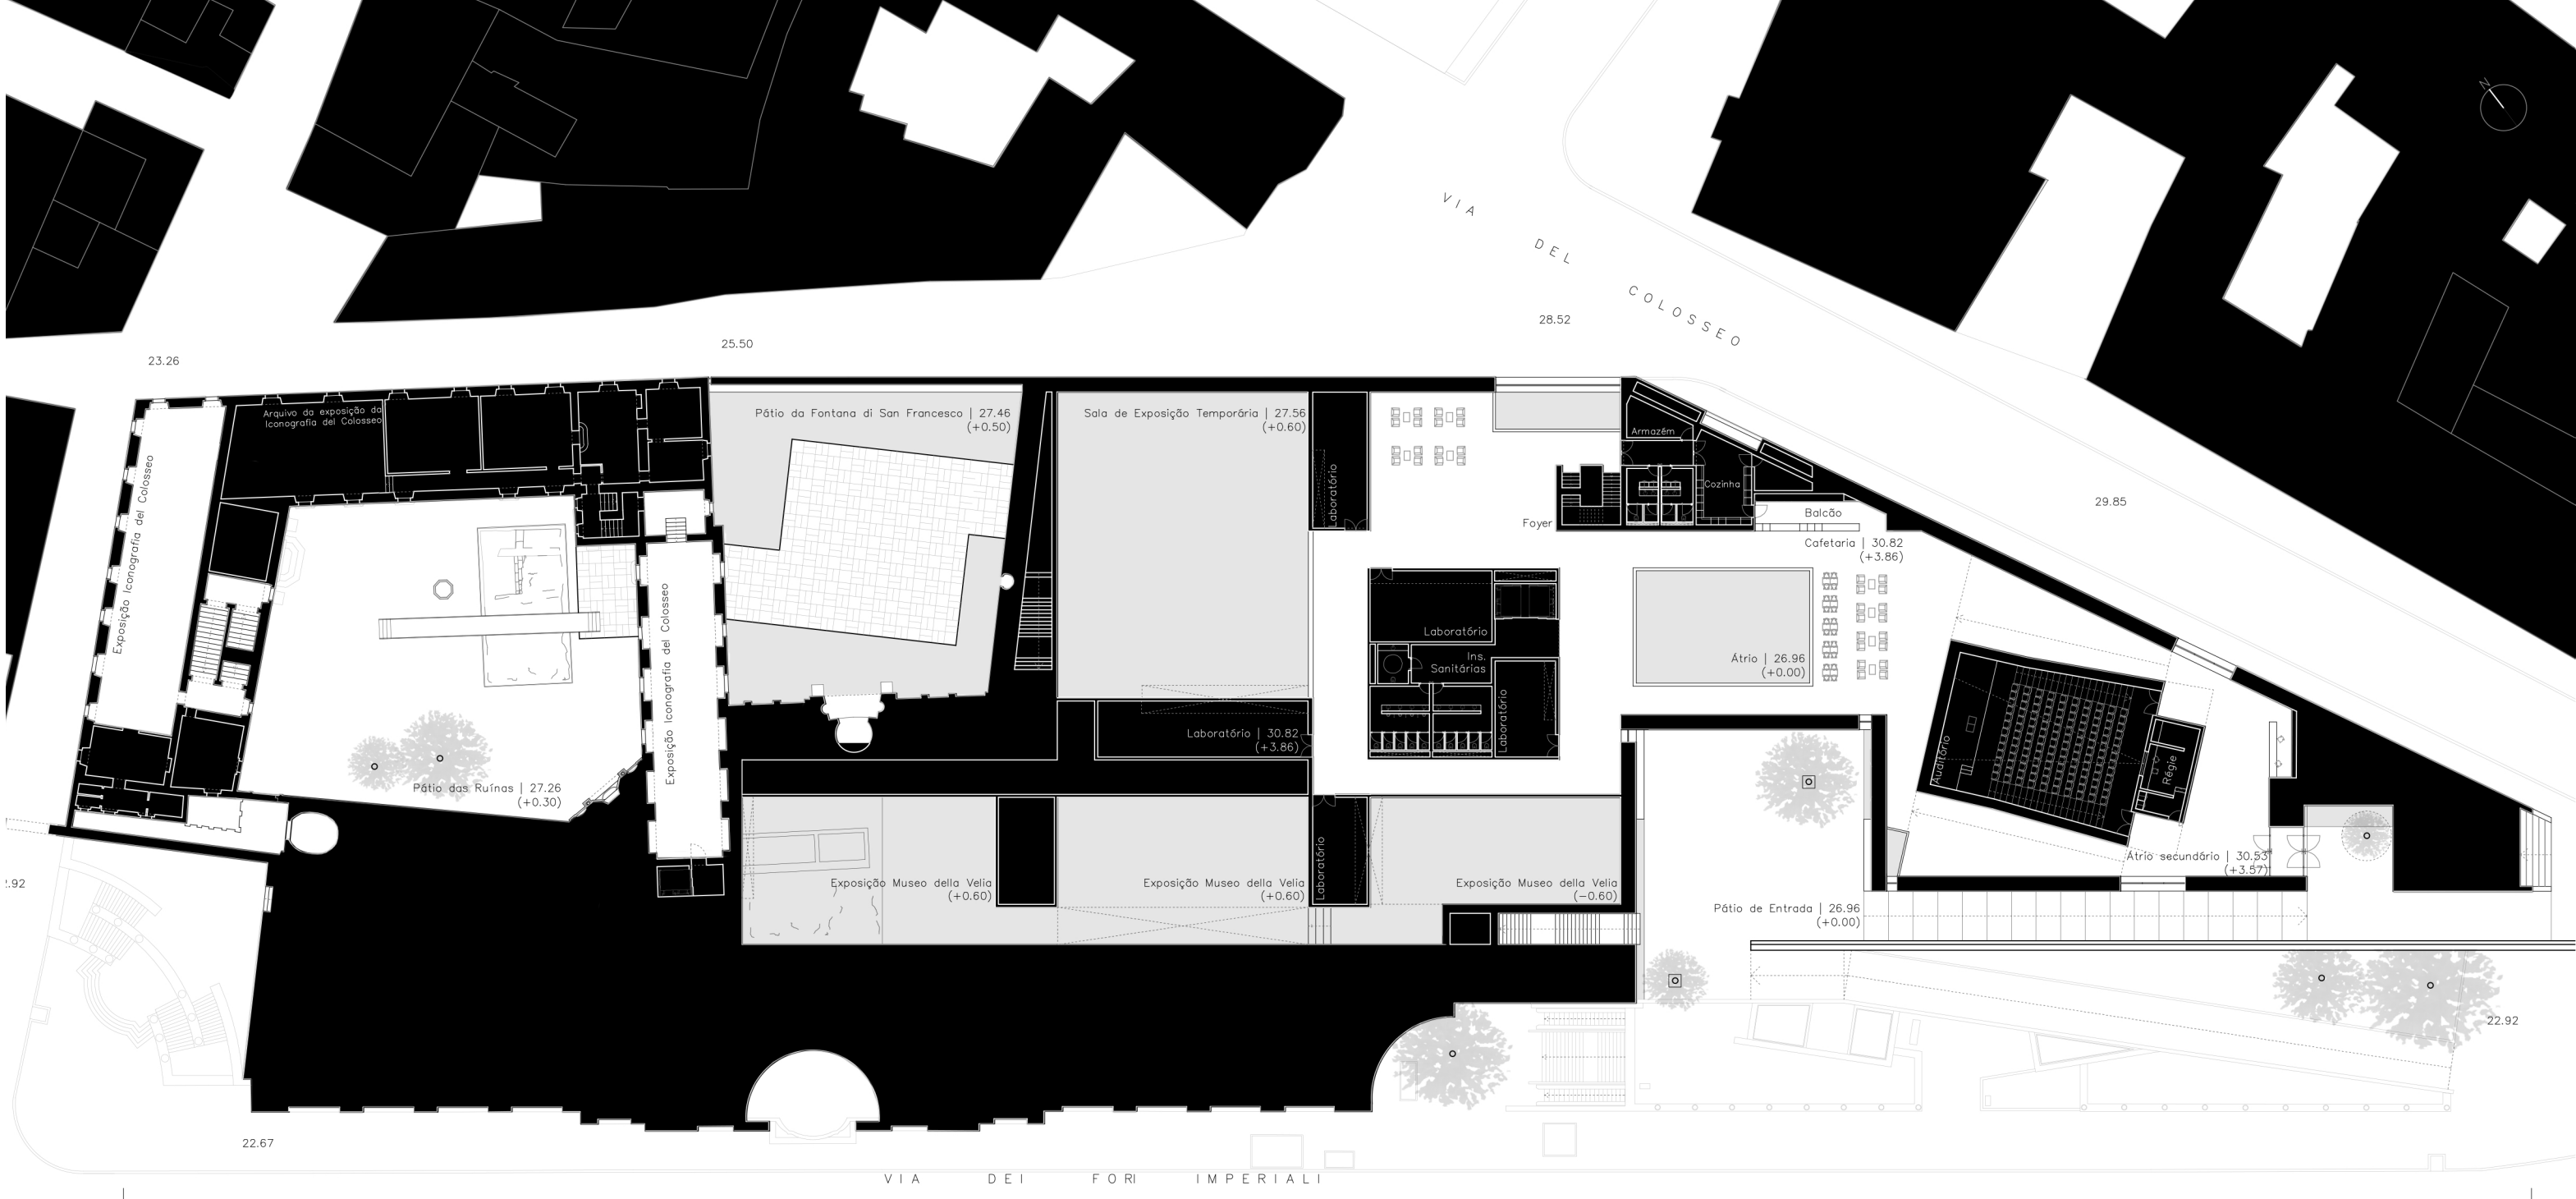 N
VIA
DEL
COLOSSEO
28.52
25.50
23.26
29.85
Arquivo da exposição da
Iconografia del Colosseo
Pátio da Fontana di San Francesco | 27.46
(+0.50)
Sala de Exposição Temporária | 27.56
(+0.60)
Armazém
Laboratório
Cozinha
Balcão
Foyer
Cafetaria | 30.82
(+3.86)
Exposição Iconografia del Colosseo
Exposição Iconografia del Colosseo
Laboratório
Ins.
Sanitárias
Átrio | 26.96
(+0.00)
Laboratório
Laboratório | 30.82
(+3.86)
Auditório
Régie
Pátio das Ruínas | 27.26
(+0.30)
Átrio secundário | 30.53
(+3.57)
Laboratório
Exposição Museo della Velia
(+0.60)
Exposição Museo della Velia
(+0.60)
Exposição Museo della Velia
(-0.60)
Pátio de Entrada | 26.96
(+0.00)
.92
22.92
22.67
VIA DEI FORI IMPERIALI